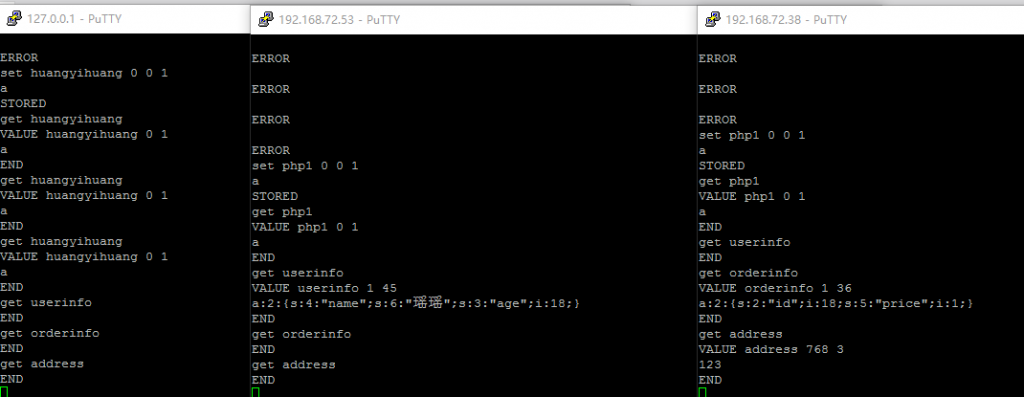 127.0.0.1 - PuTTY
ERROR
set huangyihuang 0 0 1
a
STORED
get huangyihuang
VALUE huangyihuang 0 1
a
END
get huangyihuang
VALUE huangyihuang 0 1
a
END
get huangyihuang
VALUE huangyihuang 0 1
a
END
get userinfo
END
get orderinfo
END
get address
END
192.168.72.53 - PuTTY
ERROR
ERROR
ERROR
ERROR
set php1 0 0 1
a
STORED
get php1
VALUE php1 0 1
a
END
get userinfo
VALUE userinfo 1 45
a:2:{s:4:"name";s:6:"瑶瑶";s:3:"age";i:18;}
END
get orderinfo
END
get address
END
192.168.72.38 - PuTTY
ERROR
ERROR
ERROR
set php1 0 0 1
a
STORED
get php1
VALUE php1 0 1
a
END
get userinfo
END
get orderinfo
VALUE orderinfo 1 36
a:2:{s:2:"id";i:18;s:5:"price";i:1;}
END
get address
VALUE address 768 3
123
END